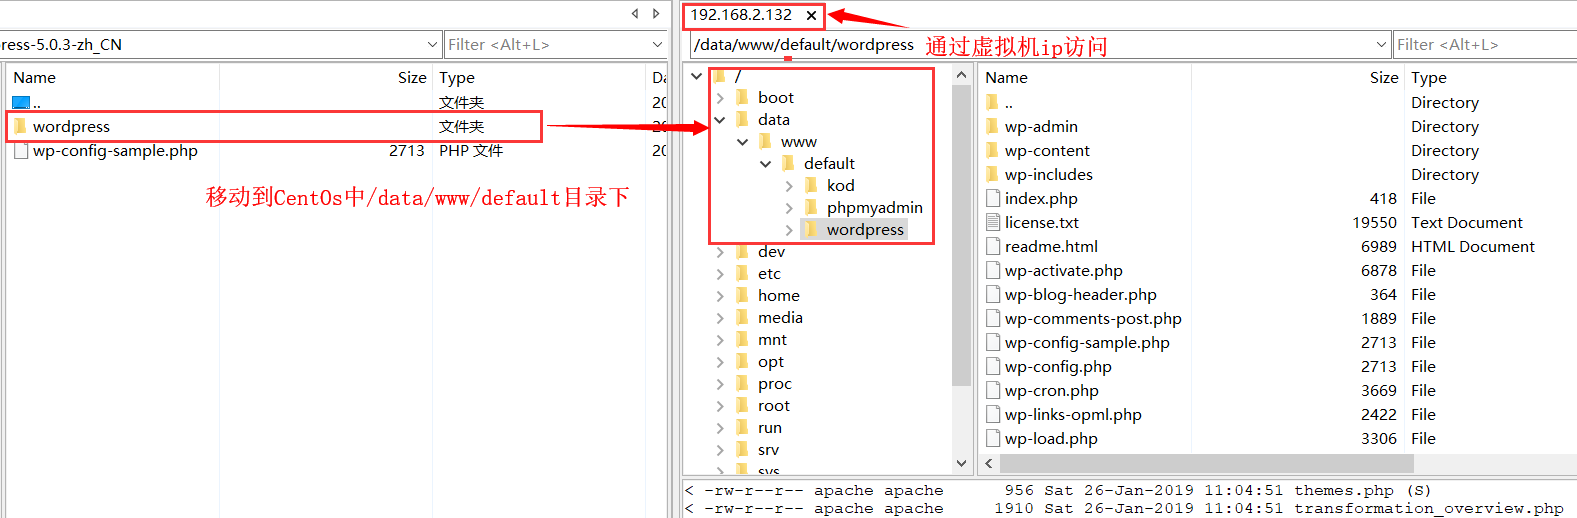 192.168.2.132
ress-5.0.3-zh_CN Filter <Alt+L>
/data/www/default/wordpress Filter <Alt+L>
通过虚拟机ip访问
Name Size Type Da
.. 文件夹 20
wordpress 文件夹 20
wp-config-sample.php 2713 PHP 文件 20
移动到CentOs中/data/www/default目录下
/
boot
data
www
default
kod
phpmyadmin
wordpress
dev
etc
home
media
mnt
opt
proc
root
run
srv
sys
Name Size Type
.. Directory
wp-admin Directory
wp-content Directory
wp-includes Directory
index.php 418 File
license.txt 19550 Text Document
readme.html 6989 HTML Document
wp-activate.php 6878 File
wp-blog-header.php 364 File
wp-comments-post.php 1889 File
wp-config-sample.php 2713 File
wp-config.php 2713 File
wp-cron.php 3669 File
wp-links-opml.php 2422 File
wp-load.php 3306 File
< -rw-r--r-- apache apache 956 Sat 26-Jan-2019 11:04:51 themes.php (S)
< -rw-r--r-- apache apache 1910 Sat 26-Jan-2019 11:04:51 transformation_overview.php